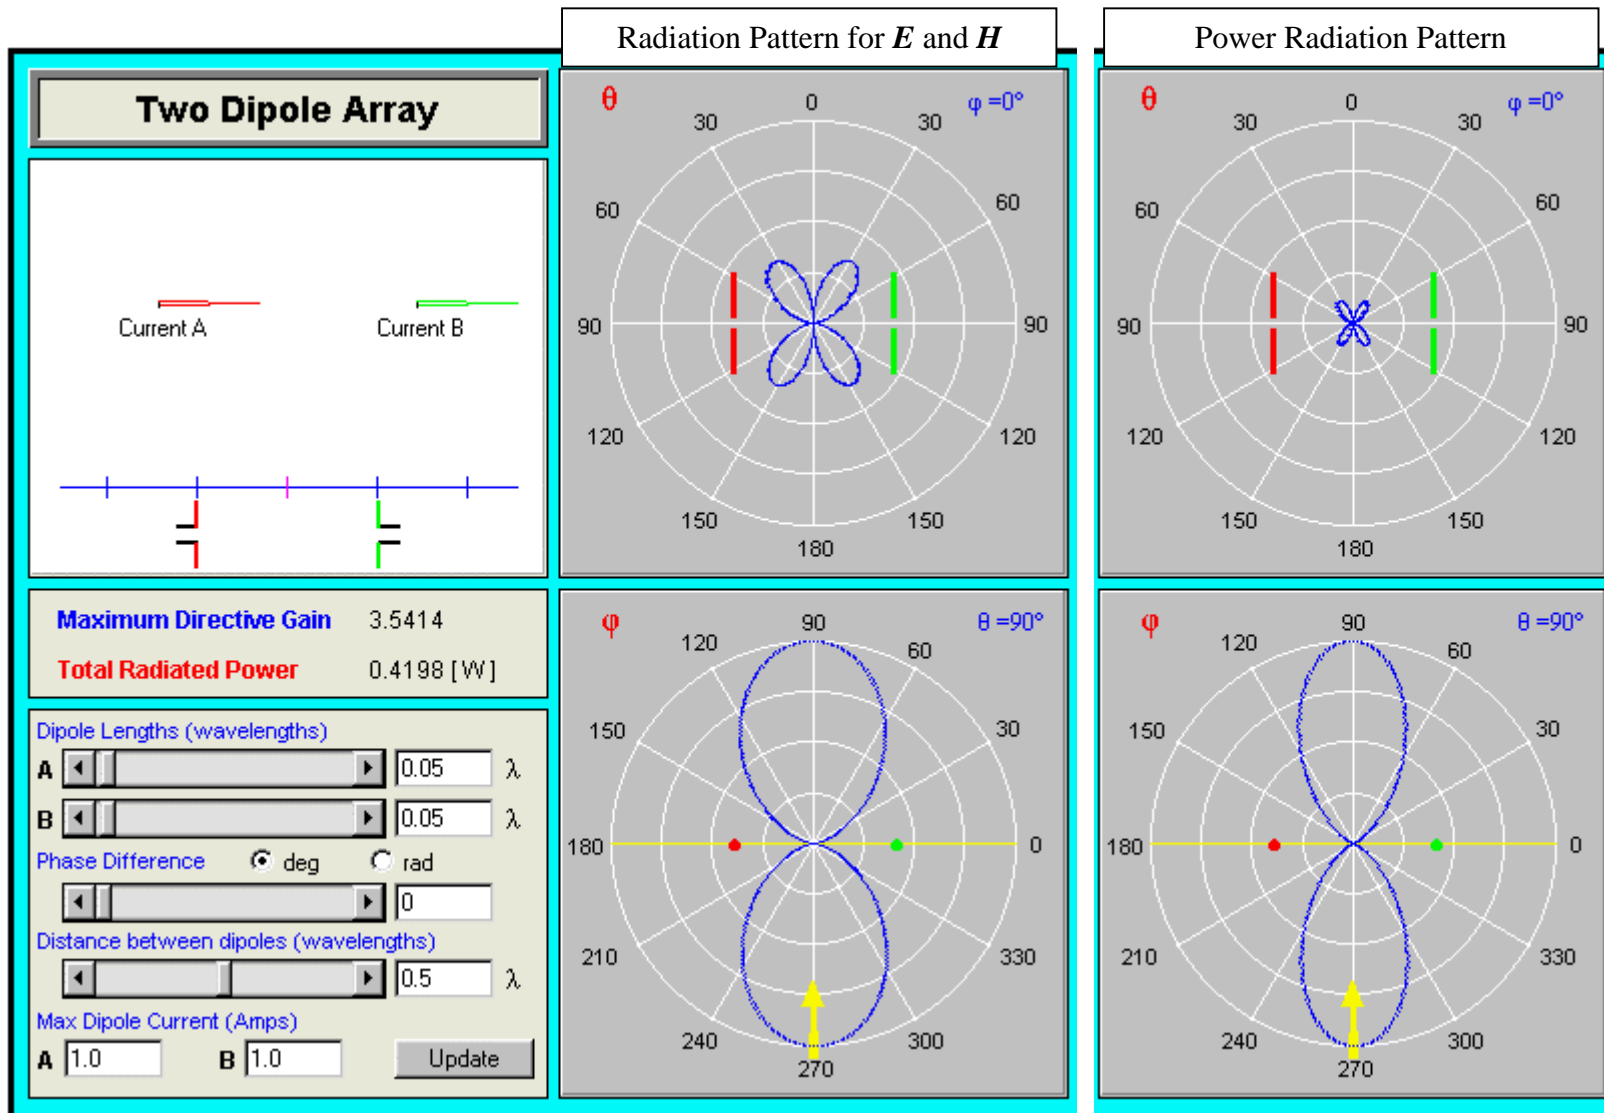 Radiation Pattern for E and H
Power Radiation Pattern
Two Dipole Array
Current A
Current B
Maximum Directive Gain 3.5414
Total Radiated Power 0.4198 [W]
Dipole Lengths (wavelengths)
A 0.05 λ
B 0.05 λ
Phase Difference deg rad
0
Distance between dipoles (wavelengths)
0.5 λ
Max Dipole Current (Amps)
A 1.0 B 1.0 Update
θ 0 φ =0°
30 30
60 60
90 90
120 120
150 150
180
θ 0 φ =0°
30 30
60 60
90 90
120 120
150 150
180
φ 90 θ =90°
120 60
150 30
180 0
210 330
240 300
270
φ 90 θ =90°
120 60
150 30
180 0
210 330
240 300
270